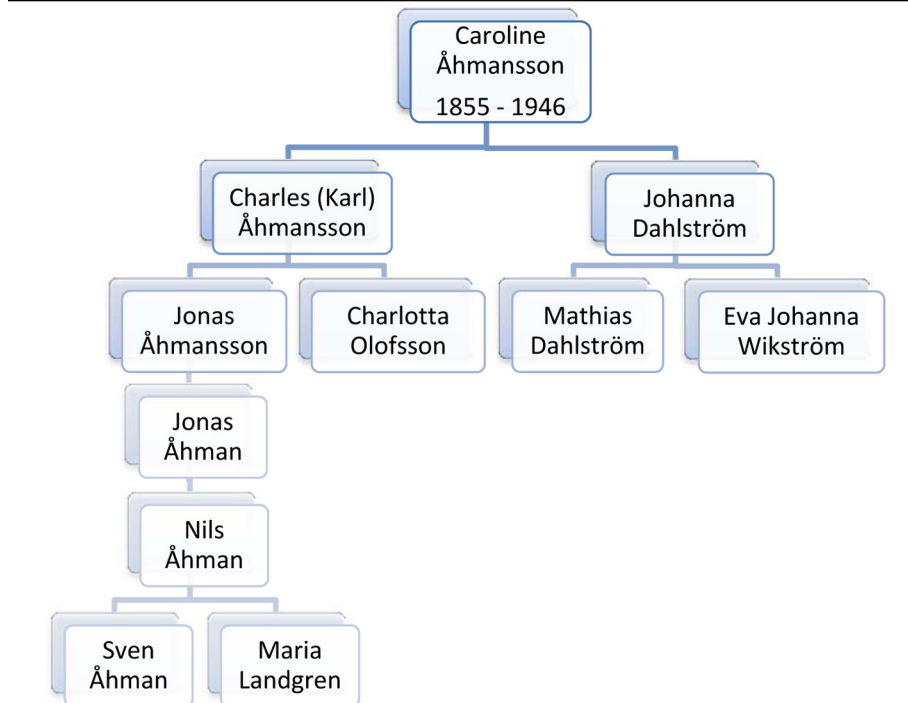 Caroline
Åhmansson
1855 - 1946
Charles (Karl)
Åhmansson
Johanna
Dahlström
Jonas
Åhmansson
Charlotta
Olofsson
Mathias
Dahlström
Eva Johanna
Wikström
Jonas
Åhman
Nils
Åhman
Sven
Åhman
Maria
Landgren